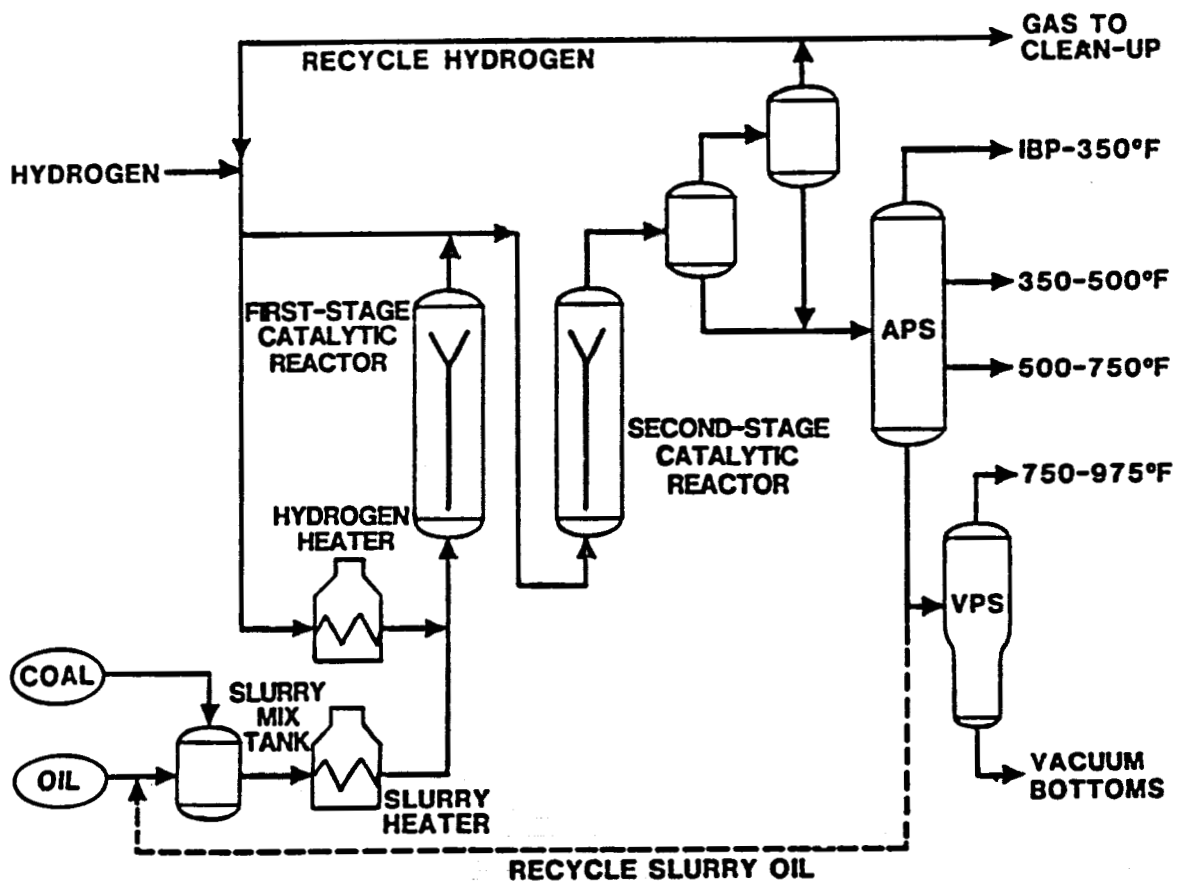 GAS TO
CLEAN-UP
RECYCLE HYDROGEN
IBP-350°F
HYDROGEN
350-500°F
FIRST-STAGE
CATALYTIC
REACTOR
APS
500-750°F
SECOND-STAGE
CATALYTIC
REACTOR
750-975°F
HYDROGEN
HEATER
VPS
COAL
SLURRY
MIX
TANK
OIL
SLURRY
HEATER
VACUUM
BOTTOMS
RECYCLE SLURRY OIL